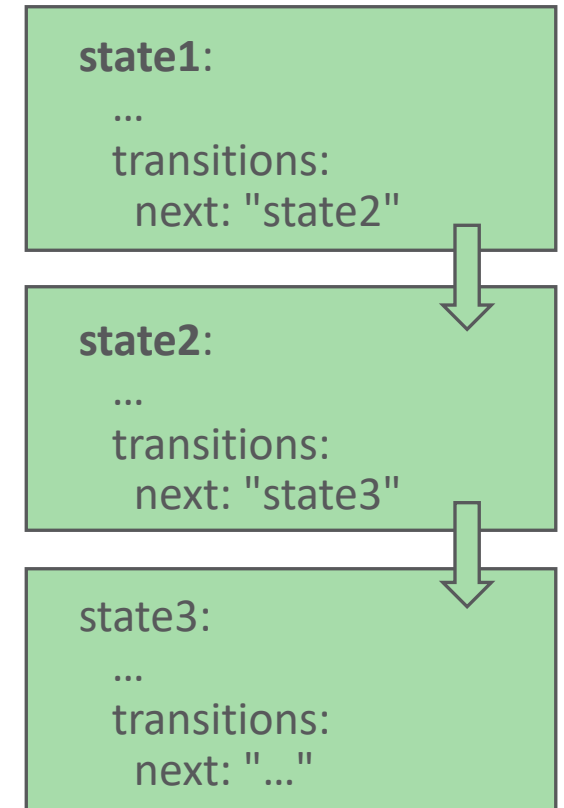 state1:
…
transitions:
next: "state2"
state2:
…
transitions:
next: "state3"
state3:
…
transitions:
next: "…"